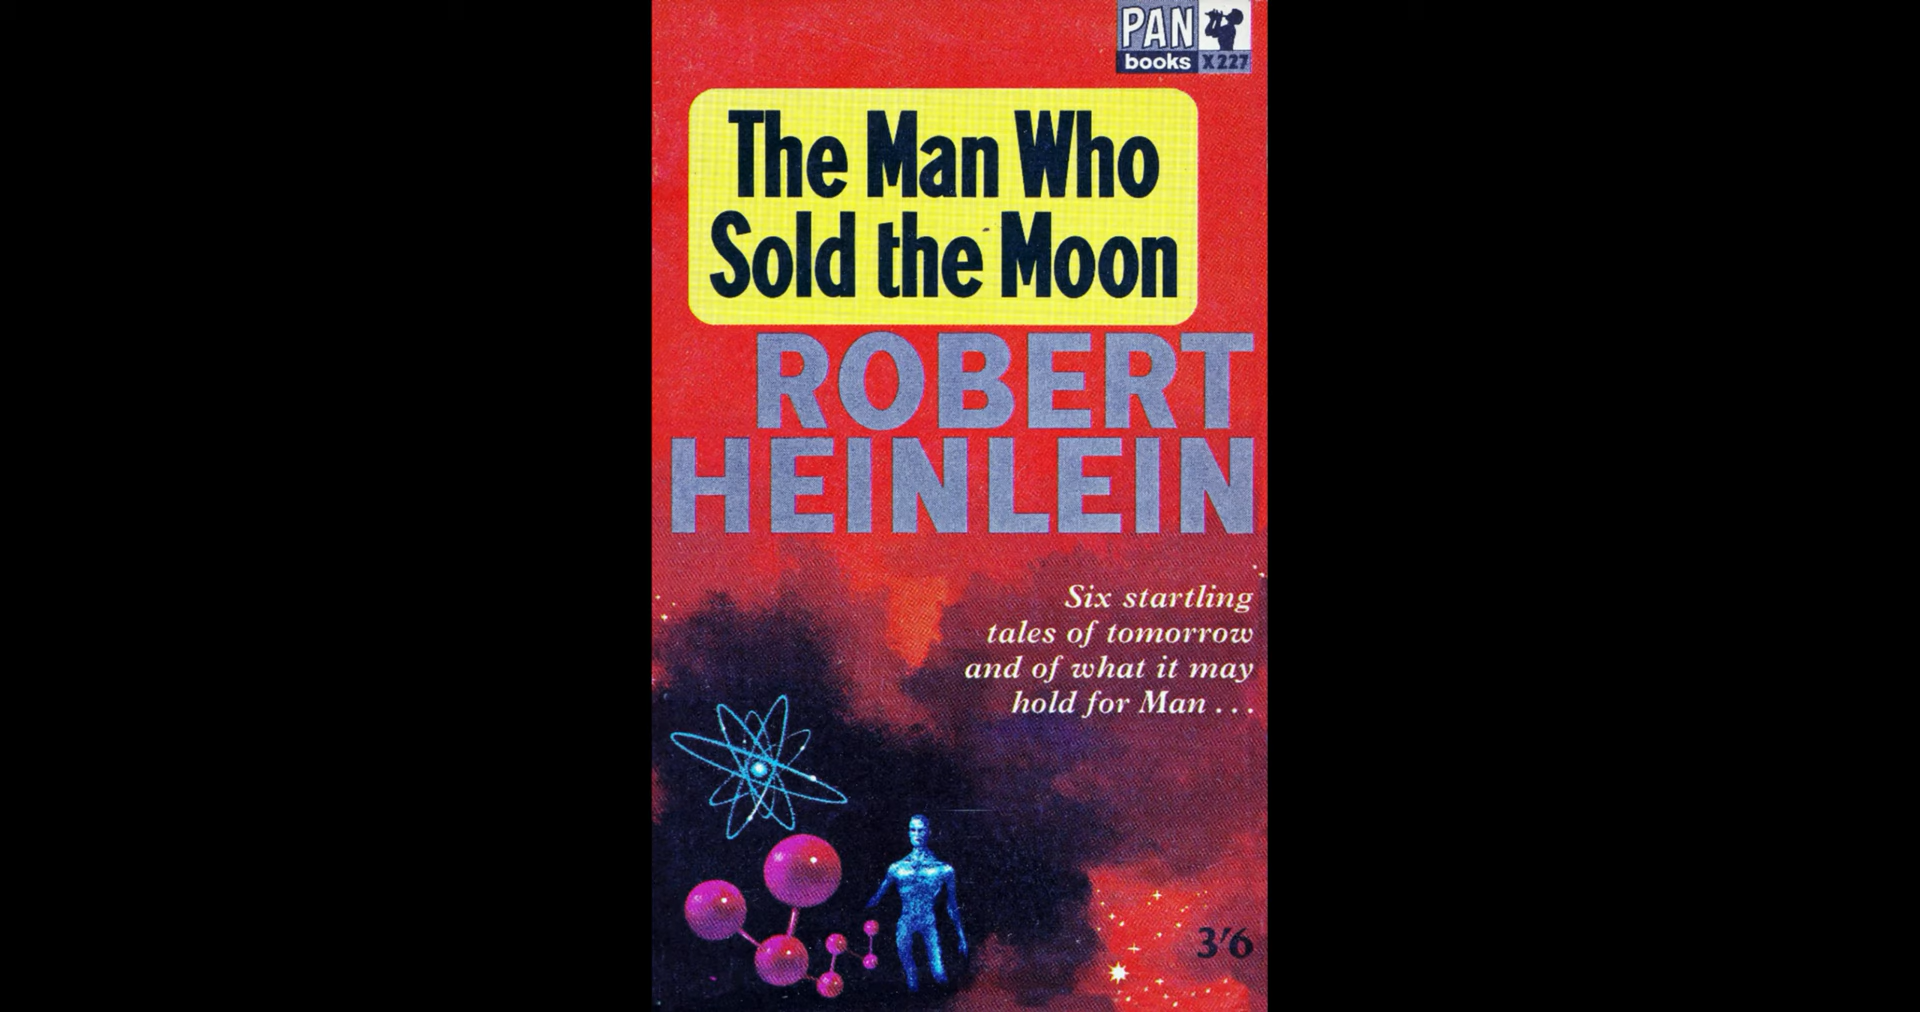 PAN
books X227
The Man Who
Sold the Moon
ROBERT
HEINLEIN
Six startling
tales of tomorrow
and of what it may
hold for Man . . .
3'6